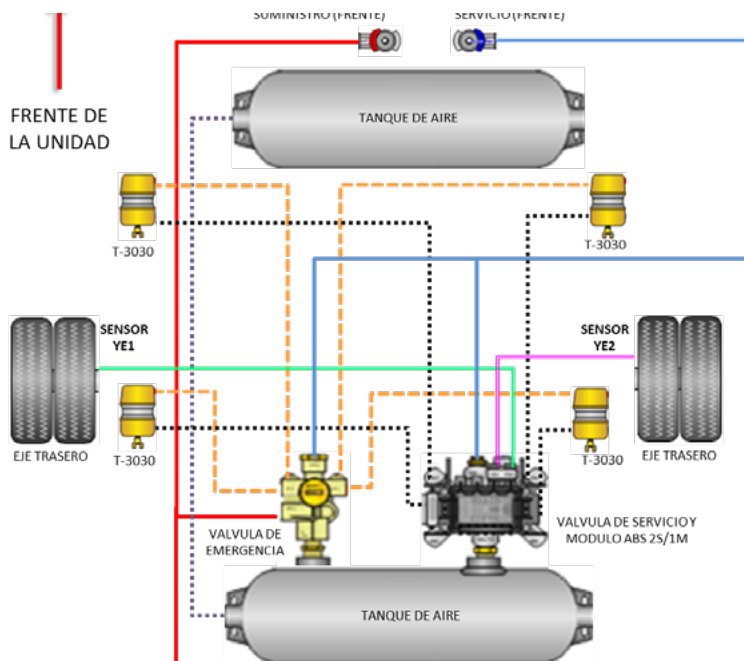 SUMINISTRO (FRENTE)
SERVICIO (FRENTE)
FRENTE DE
LA UNIDAD
TANQUE DE AIRE
T-3030
T-3030
SENSOR
YE1
SENSOR
YE2
T-3030
T-3030
EJE TRASERO
EJE TRASERO
VALVULA DE
EMERGENCIA
VALVULA DE SERVICIO Y
MODULO ABS 2S/1M
TANQUE DE AIRE